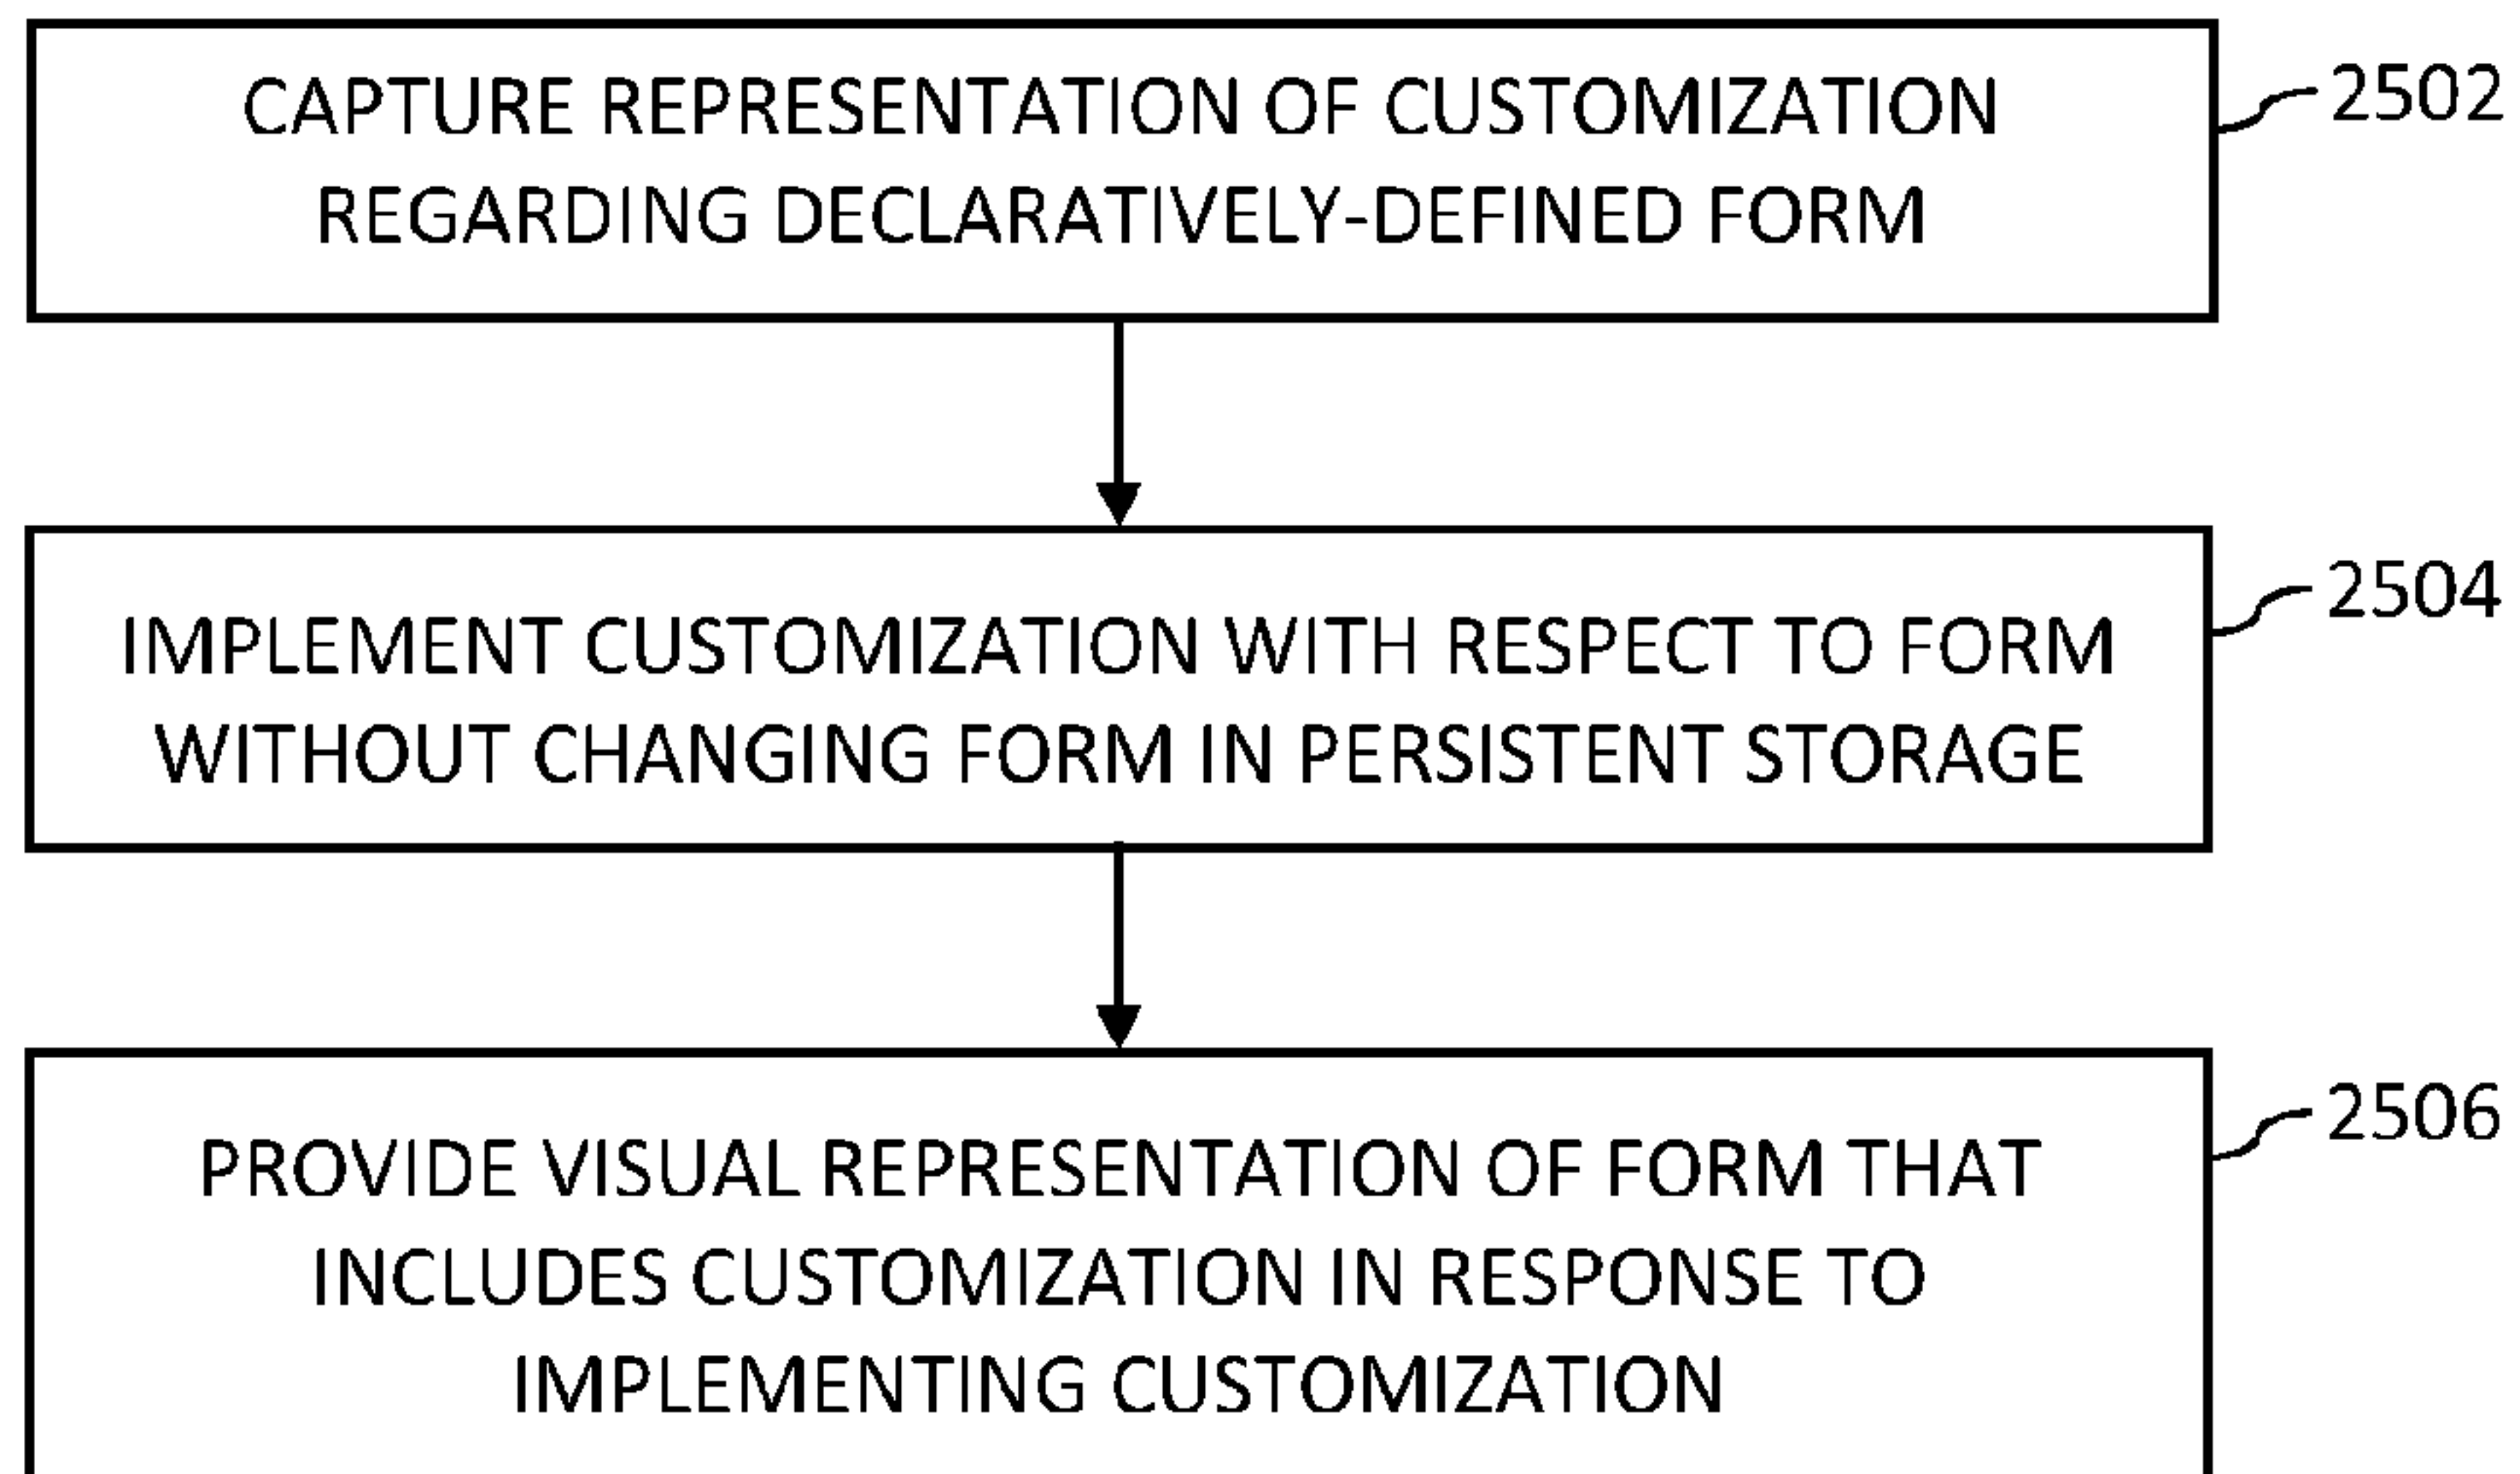 CAPTURE REPRESENTATION OF CUSTOMIZATION
REGARDING DECLARATIVELY-DEFINED FORM
2502
IMPLEMENT CUSTOMIZATION WITH RESPECT TO FORM
WITHOUT CHANGING FORM IN PERSISTENT STORAGE
2504
PROVIDE VISUAL REPRESENTATION OF FORM THAT
INCLUDES CUSTOMIZATION IN RESPONSE TO
IMPLEMENTING CUSTOMIZATION
2506